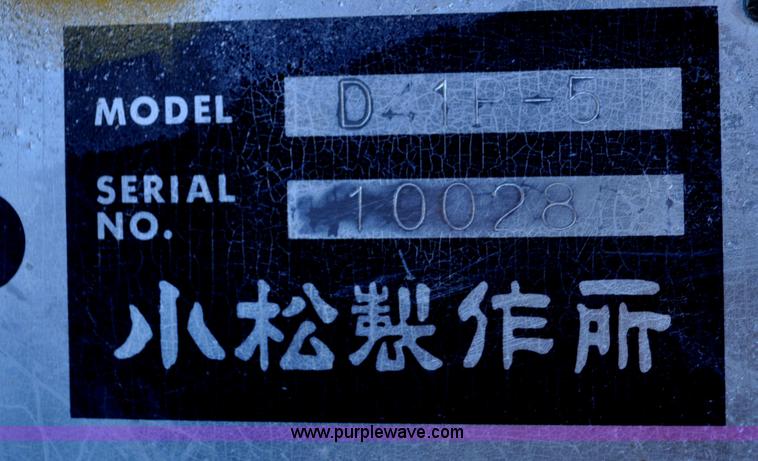 MODEL D41P-5
SERIAL
NO. 10028
小松製作所
www.purplewave.com